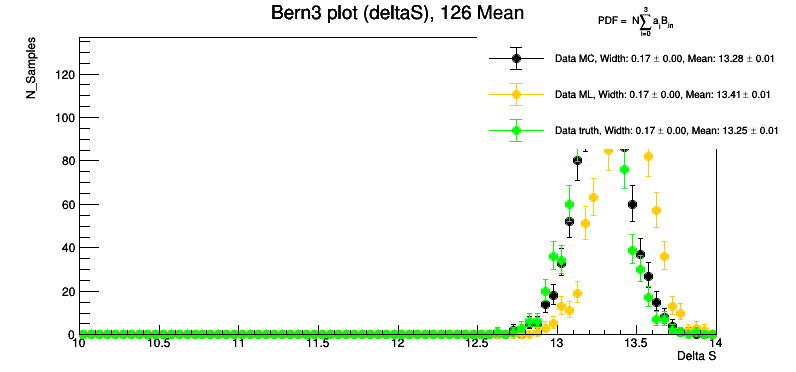 Bern3 plot (deltaS), 126 Mean
PDF = N∑ aᵢBᵢₙ
3
i=0
Data MC, Width: 0.17 ± 0.00, Mean: 13.28 ± 0.01
Data ML, Width: 0.17 ± 0.00, Mean: 13.41 ± 0.01
Data truth, Width: 0.17 ± 0.00, Mean: 13.25 ± 0.01
N_Samples
120
100
80
60
40
20
0
10 10.5 11 11.5 12 12.5 13 13.5 14
Delta S